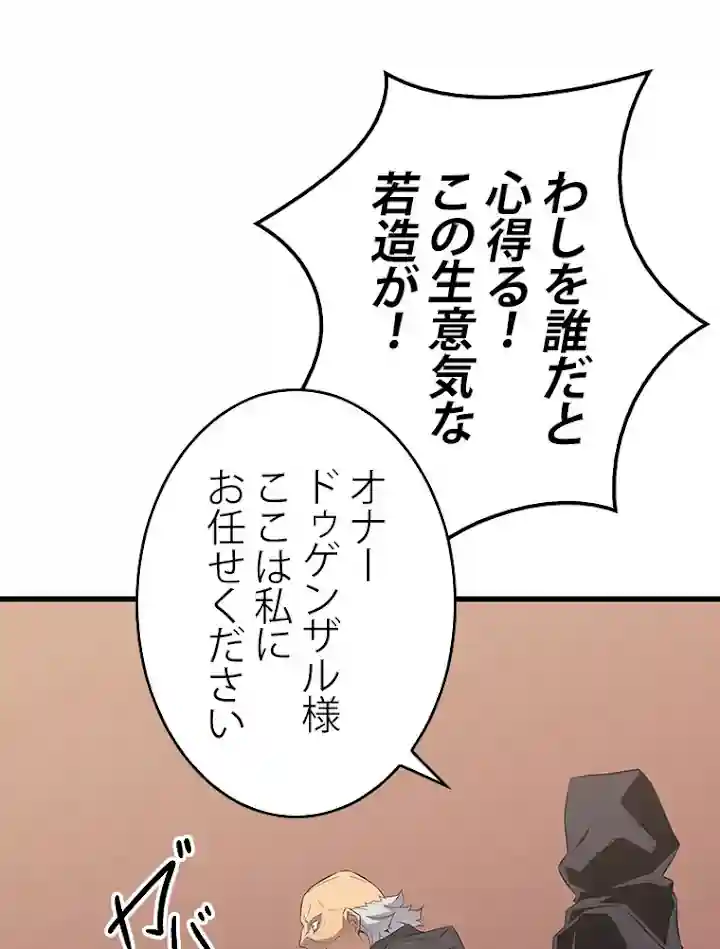 わしを誰だと
心得る！
この生意気な
若造が！
オナー
ドゥゲンザル様
ここは私に
お任せください